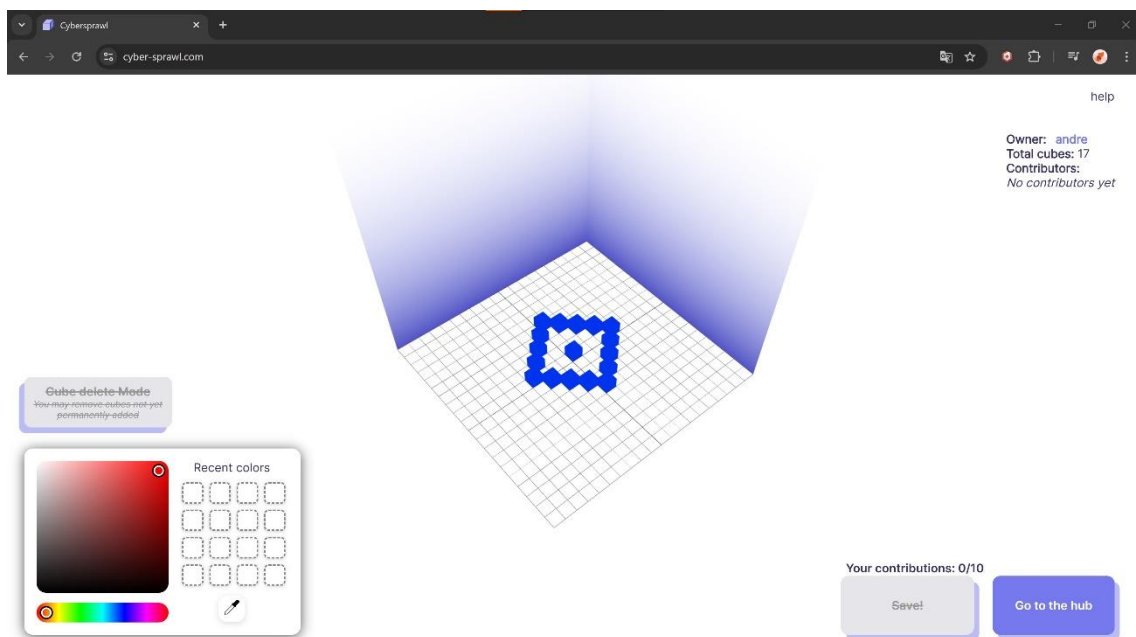 Cybersprawl
cyber-sprawl.com
help
Owner: andre
Total cubes: 17
Contributors:
No contributors yet
Cube delete Mode
You may remove cubes not yet
permanently added
Recent colors
Your contributions: 0/10
Save!
Go to the hub